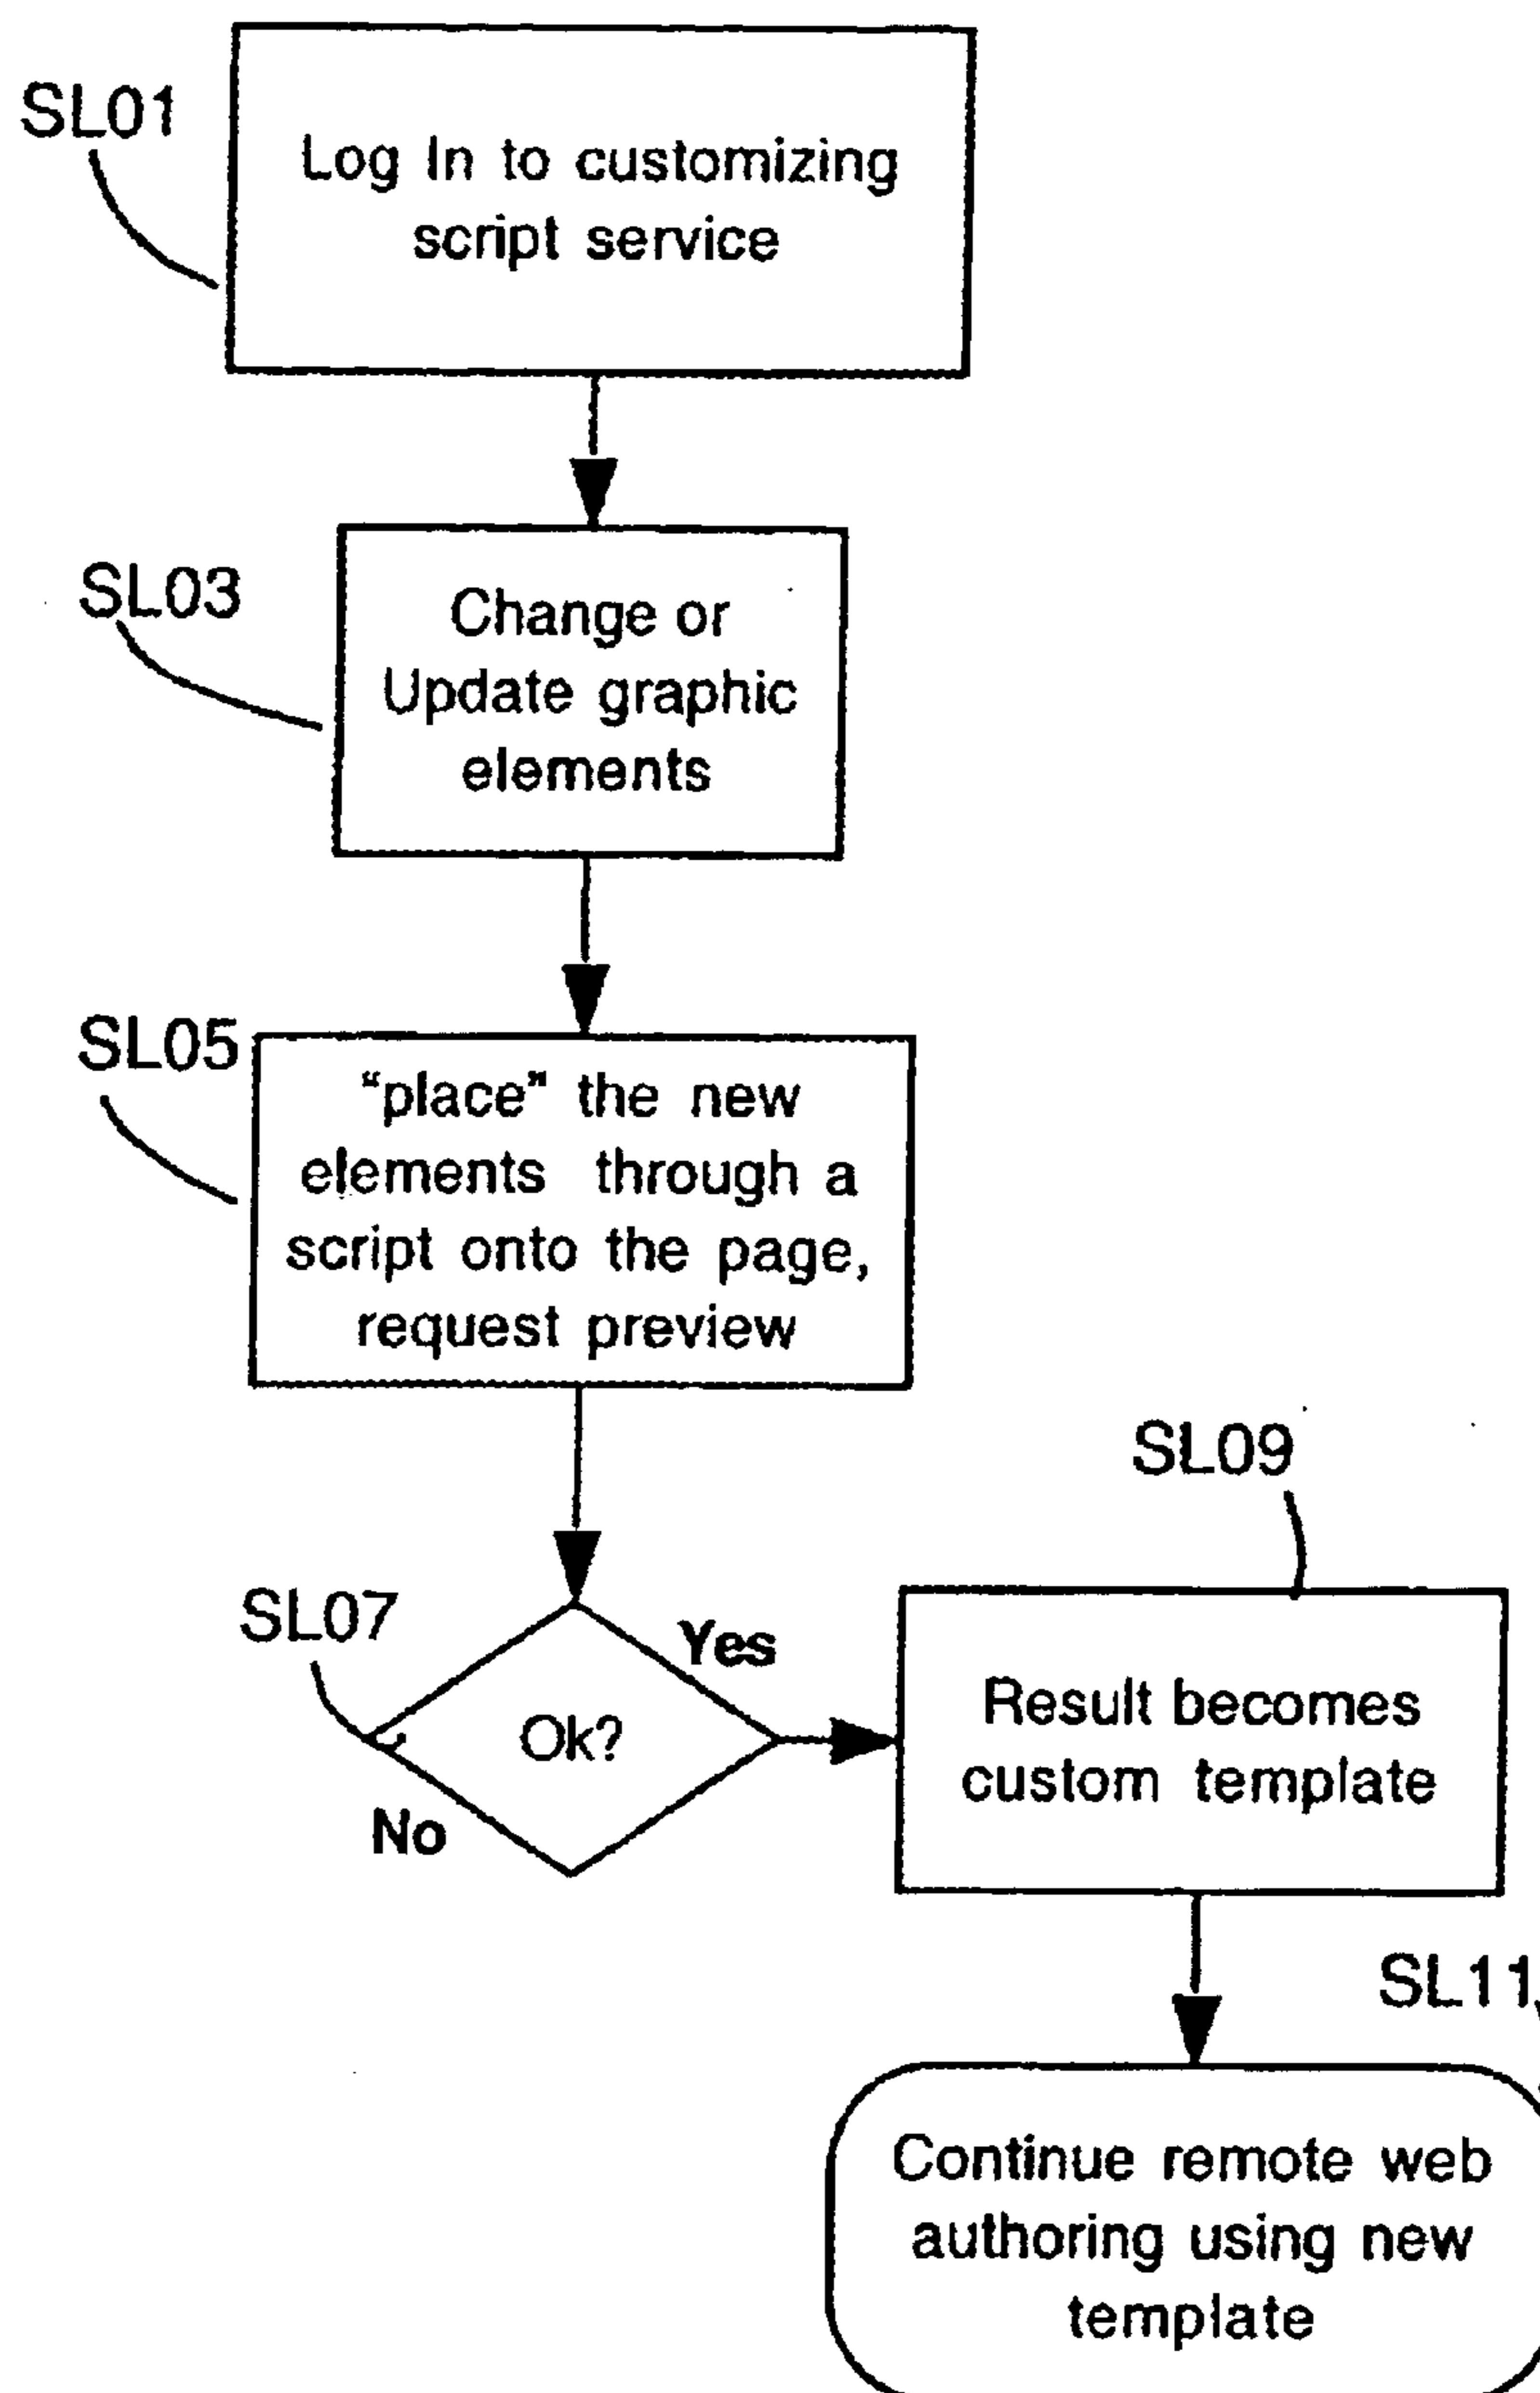 SL01
Log In to customizing
script service
SL03
Change or
Update graphic
elements
SL05
“place” the new
elements through a
script onto the page,
request preview
SL07
Ok?
Yes
No
SL09
Result becomes
custom template
SL11
Continue remote web
authoring using new
template